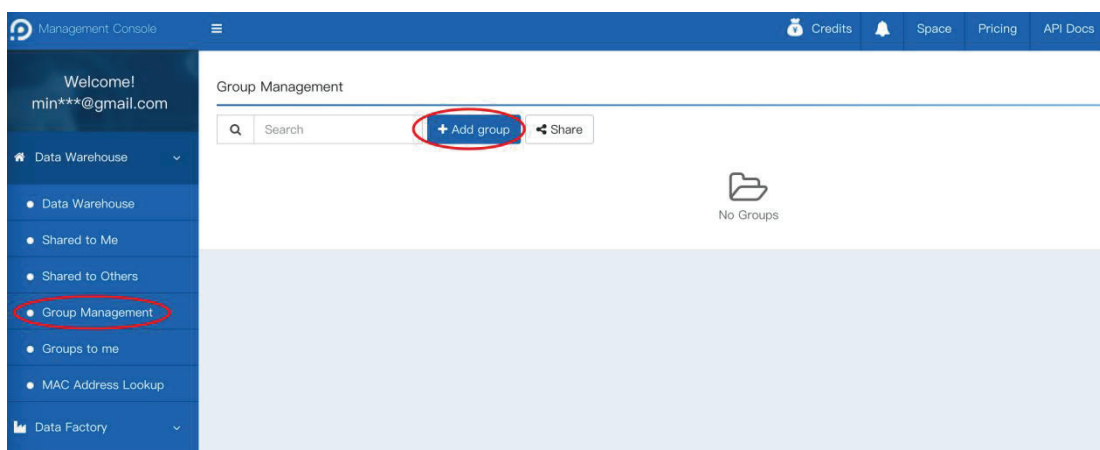 Management Console
Credits
Space
Pricing
API Docs
Welcome!
min***@gmail.com
Data Warehouse
Data Warehouse
Shared to Me
Shared to Others
Group Management
Groups to me
MAC Address Lookup
Data Factory
Group Management
Search
+ Add group
Share
No Groups